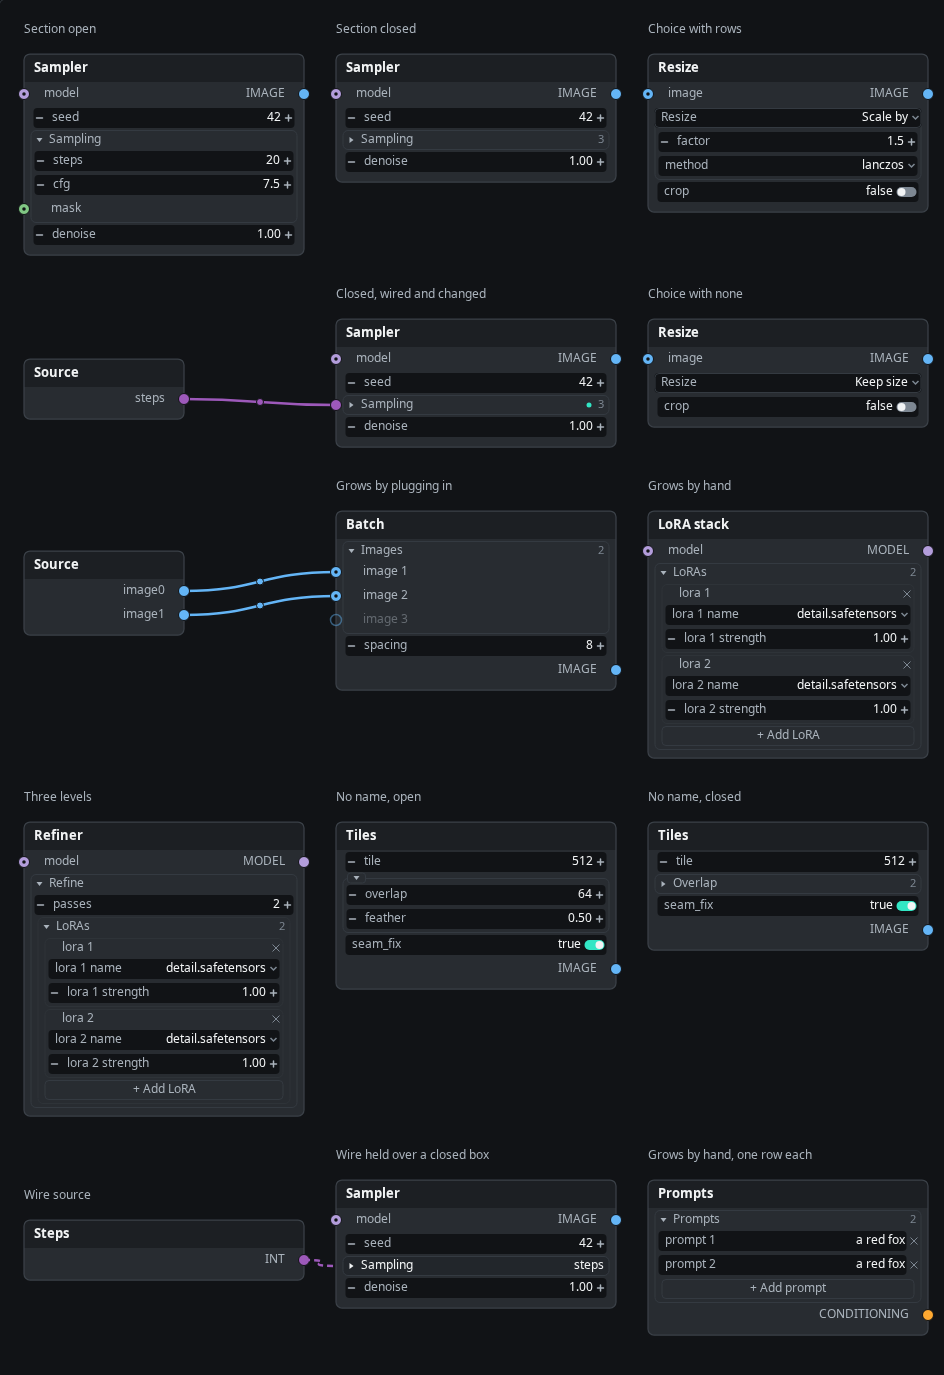 Section open
Sampler
model IMAGE
− seed 42 +
Sampling
− steps 20 +
− cfg 7.5 +
mask
− denoise 1.00 +
Section closed
Sampler
model IMAGE
− seed 42 +
Sampling 3
− denoise 1.00 +
Choice with rows
Resize
image IMAGE
Resize Scale by
− factor 1.5 +
method lanczos
crop false
Source
steps
Closed, wired and changed
Sampler
model IMAGE
− seed 42 +
Sampling 3
− denoise 1.00 +
Choice with none
Resize
image IMAGE
Resize Keep size
crop false
Source
image0
image1
Grows by plugging in
Batch
Images 2
image 1
image 2
image 3
− spacing 8 +
IMAGE
Grows by hand
LoRA stack
model MODEL
LoRAs 2
lora 1 ×
lora 1 name detail.safetensors
− lora 1 strength 1.00 +
lora 2 ×
lora 2 name detail.safetensors
− lora 2 strength 1.00 +
+ Add LoRA
Three levels
Refiner
model MODEL
Refine
− passes 2 +
LoRAs 2
lora 1 ×
lora 1 name detail.safetensors
− lora 1 strength 1.00 +
lora 2 ×
lora 2 name detail.safetensors
− lora 2 strength 1.00 +
+ Add LoRA
No name, open
Tiles
− tile 512 +
− overlap 64 +
− feather 0.50 +
seam_fix true
IMAGE
No name, closed
Tiles
− tile 512 +
Overlap 2
seam_fix true
IMAGE
Wire source
Steps
INT
Wire held over a closed box
Sampler
model IMAGE
− seed 42 +
Sampling steps
− denoise 1.00 +
Grows by hand, one row each
Prompts
Prompts 2
prompt 1 a red fox ×
prompt 2 a red fox ×
+ Add prompt
CONDITIONING